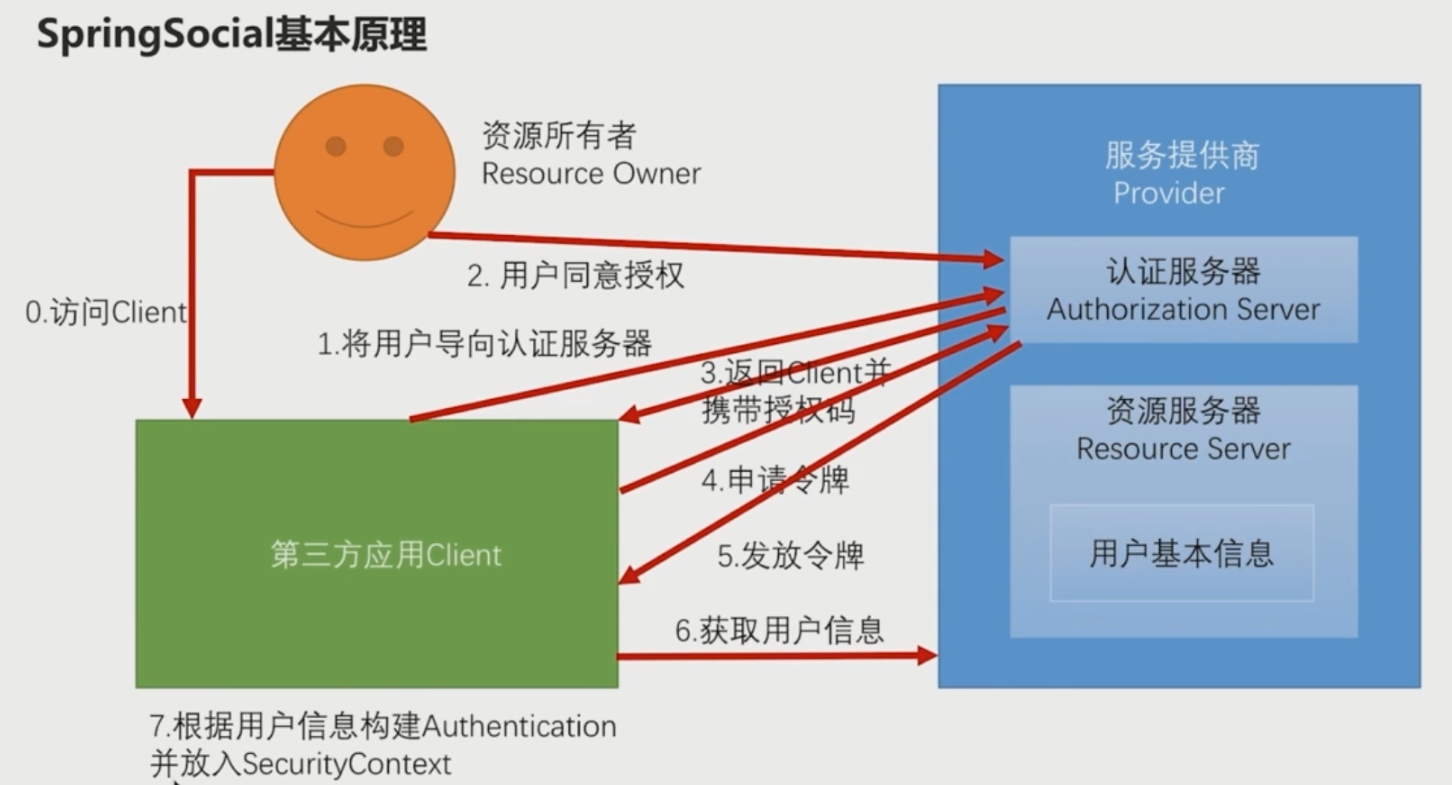 SpringSocial基本原理
资源所有者
Resource Owner
服务提供商
Provider
2. 用户同意授权
认证服务器
Authorization Server
0.访问Client
1.将用户导向认证服务器
3.返回Client并
携带授权码
资源服务器
Resource Server
4.申请令牌
第三方应用Client
5.发放令牌
用户基本信息
6.获取用户信息
7.根据用户信息构建Authentication
并放入SecurityContext